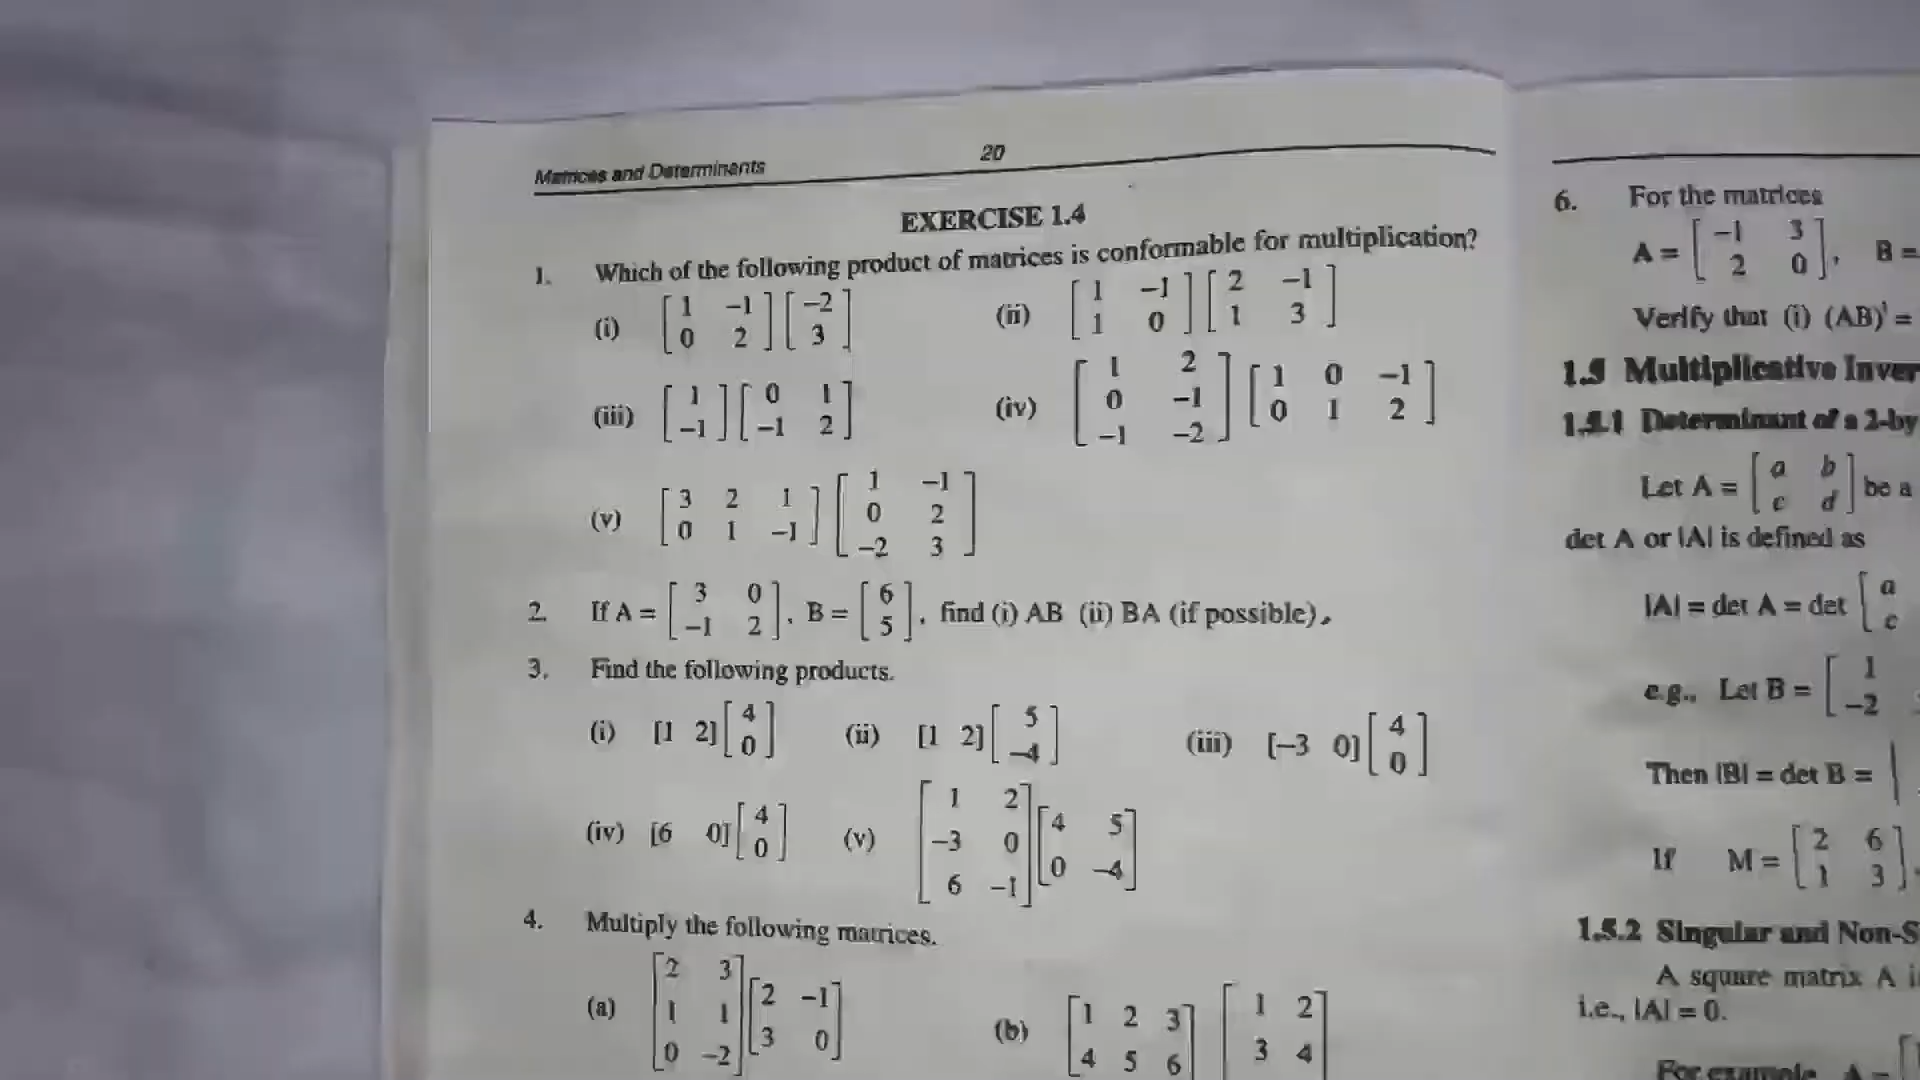 Matrices and Determinants 20
EXERCISE 1.4
1. Which of the following product of matrices is conformable for multiplication?
(i) [1 -1; 0 2] [-2; 3] (ii) [1 -1; 1 0] [2 -1; 1 3]
(iii) [1; -1] [0 1; -1 2] (iv) [1 2; 0 -1; -1 -2] [1 0 -1; 0 1 2]
(v) [3 2 1; 0 1 -1] [1 -1; 0 2; -2 3]
2. If A = [3 0; -1 2], B = [6; 5], find (i) AB (ii) BA (if possible).
3. Find the following products.
(i) [1 2] [4; 0] (ii) [1 2] [5; -4] (iii) [-3 0] [4; 0]
(iv) [6 0] [4; 0] (v) [1 2; -3 0; 6 -1] [4 5; 0 -4]
4. Multiply the following matrices.
(a) [2 3; 1 1; 0 -2] [2 -1; 3 0] (b) [1 2 3; 4 5 6] [1 2; 3 4
6. For the matrices
A = [-1 3; 2 0], B =
Verify that (i) (AB)ᵗ =
1.5 Multiplicative Inver
1.5.1 Determinant of a 2-by
Let A = [a b; c d] be a
det A or |A| is defined as
|A| = det A = det [a; c
e.g., Let B = [1; -2
Then |B| = det B = |
If M = [2 6; 1 3],
1.5.2 Singular and Non-S
A square matrix A i
i.e., |A| = 0.
For example A = [